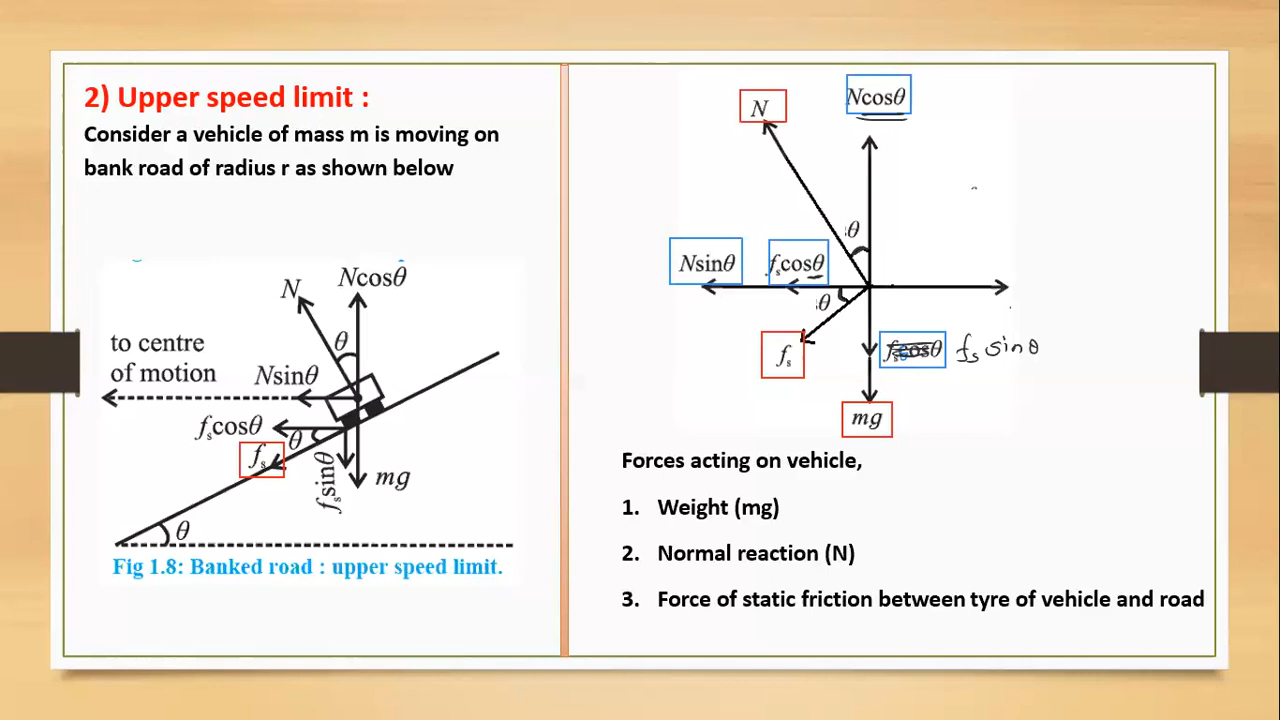 2) Upper speed limit :
Consider a vehicle of mass m is moving on
bank road of radius r as shown below
N
Ncosθ
θ
to centre
of motion
Nsinθ
fₛcosθ
θ
fₛ
fₛsinθ
mg
θ
Fig 1.8: Banked road : upper speed limit.
N
Ncosθ
θ
Nsinθ
fₛcosθ
θ
fₛ
fₛcosθ fₛ sinθ
mg
Forces acting on vehicle,
1. Weight (mg)
2. Normal reaction (N)
3. Force of static friction between tyre of vehicle and road